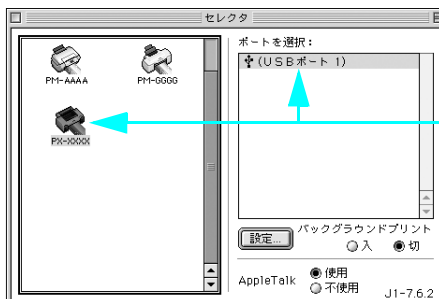 セレクタ
PM-AAAA
PM-GGGG
PX-XXXX
ポートを選択：
(USBポート 1)
設定...
バックグラウンドプリント
入
切
AppleTalk
使用
不使用
J1-7.6.2